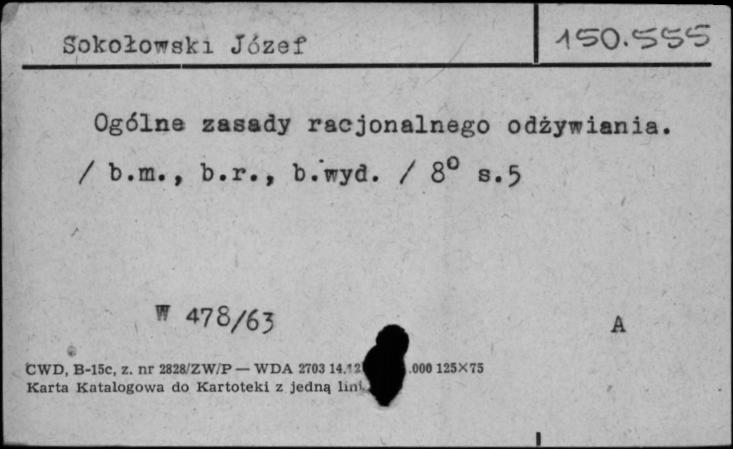 Sokołowski Józef
150.555
Ogólne zasady racjonalnego odżywiania.
/ b.m., b.r., b.wyd. / 8° s.5
W 478/63
A
CWD, B-15c, z. nr 2828/ZW/P — WDA 2703 14.12 .000 125×75
Karta Katalogowa do Kartoteki z jedną